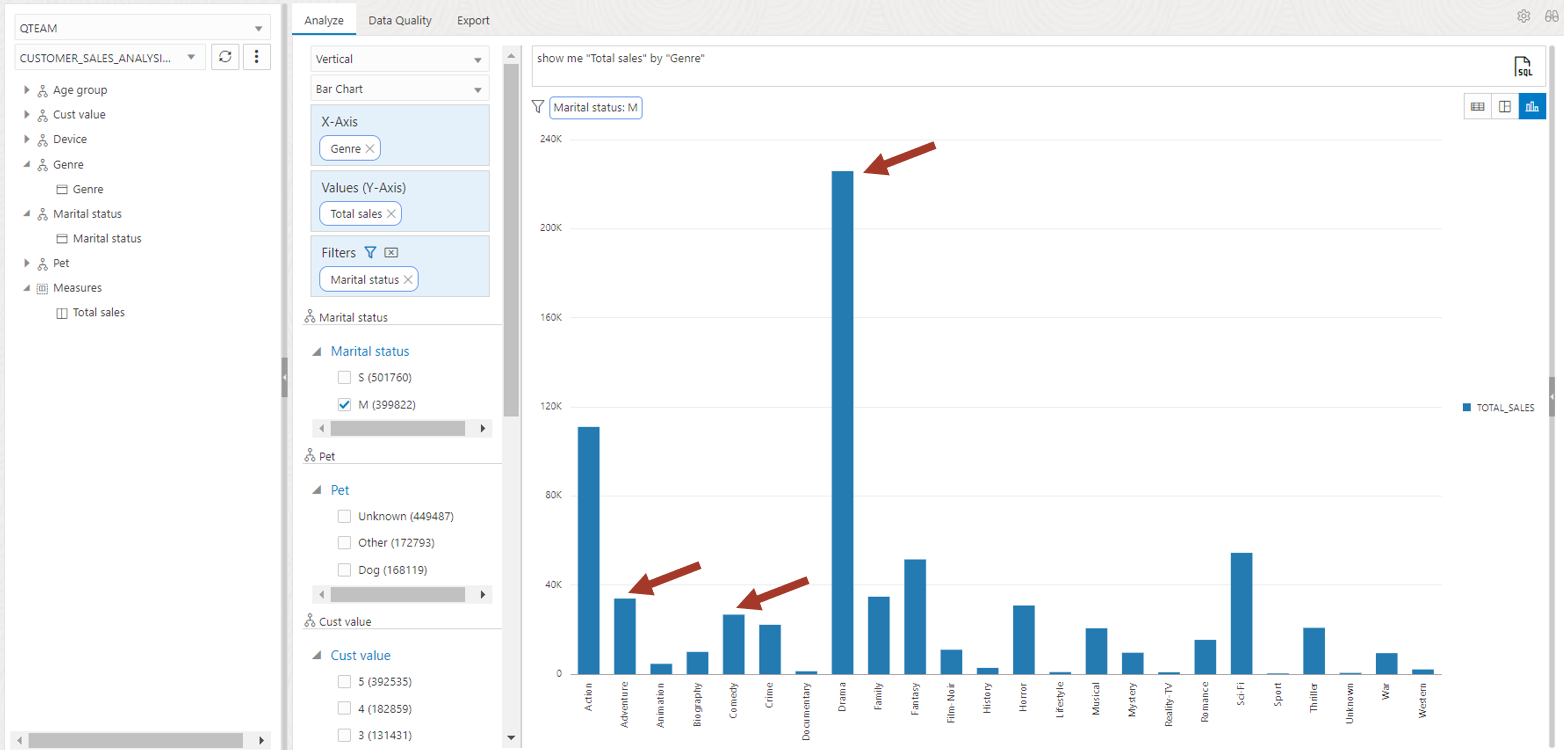 QTEAM
CUSTOMER_SALES_ANALYSI...
Age group
Cust value
Device
Genre
Genre
Marital status
Marital status
Pet
Measures
Total sales
Analyze
Data Quality
Export
Vertical
Bar Chart
X-Axis
Genre
Values (Y-Axis)
Total sales
Filters
Marital status
Marital status
Marital status
S (501760)
M (399822)
Pet
Pet
Unknown (449487)
Other (172793)
Dog (168119)
Cust value
Cust value
5 (392535)
4 (182859)
3 (131431)
show me "Total sales" by "Genre"
SQL
Marital status: M
240K
200K
160K
120K
80K
40K
0
Action
Adventure
Animation
Biography
Comedy
Crime
Documentary
Drama
Family
Fantasy
Film-Noir
History
Horror
Lifestyle
Musical
Mystery
Reality-TV
Romance
Sci-Fi
Sport
Thriller
Unknown
War
Western
TOTAL_SALES